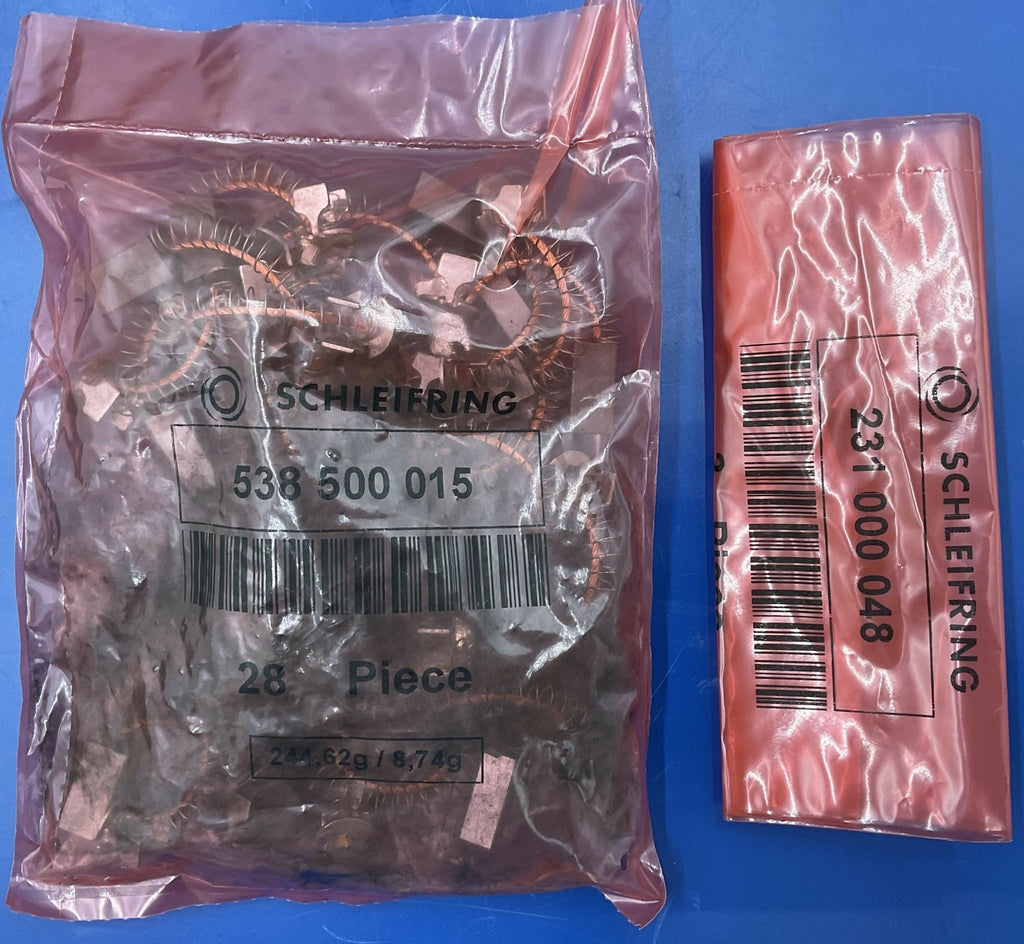 SCHLEIFRING
538 500 015
28 Piece
244,62g / 8,74g
SCHLEIFRING
231 000 048